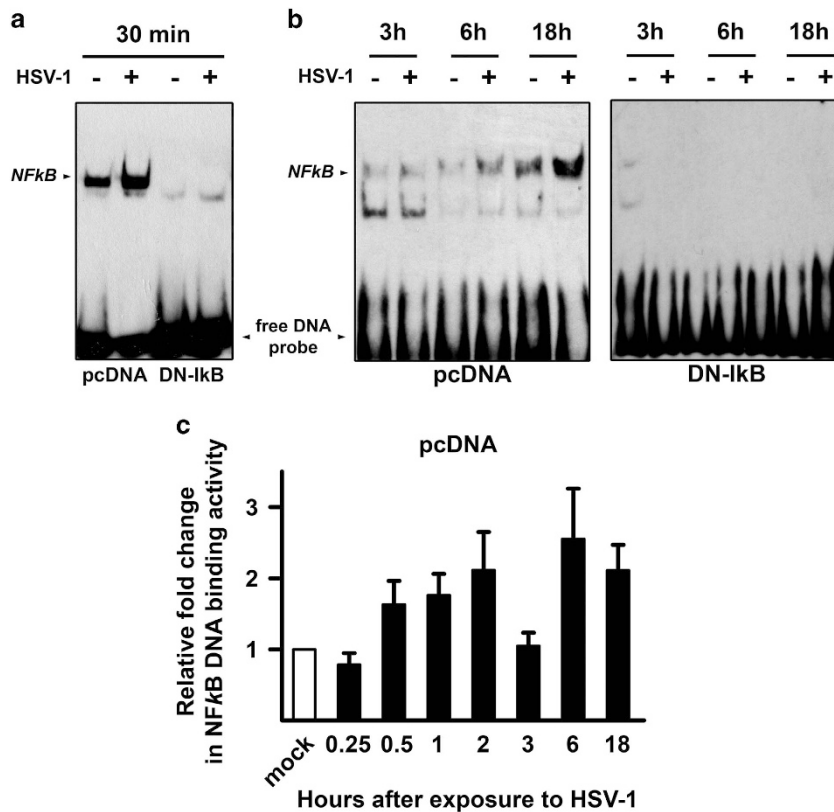 a
30 min
HSV-1 - + - +
NFkB
pcDNA DN-IkB
free DNA probe
b
3h 6h 18h
HSV-1 - + - + - +
NFkB
pcDNA
3h 6h 18h
- + - + - +
DN-IkB
c
pcDNA
Relative fold change
in NFkB DNA binding activity
3
2
1
mock 0.25 0.5 1 2 3 6 18
Hours after exposure to HSV-1